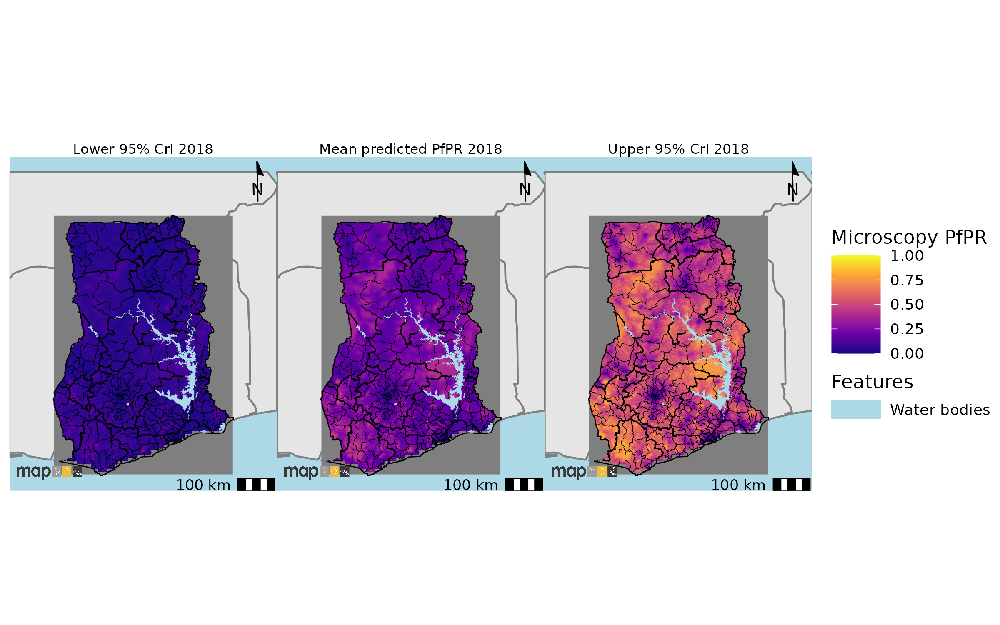 Lower 95% CrI 2018
Mean predicted PfPR 2018
Upper 95% CrI 2018
N
N
N
map
100 km
map
100 km
map
100 km
Microscopy PfPR
1.00
0.75
0.50
0.25
0.00
Features
Water bodies